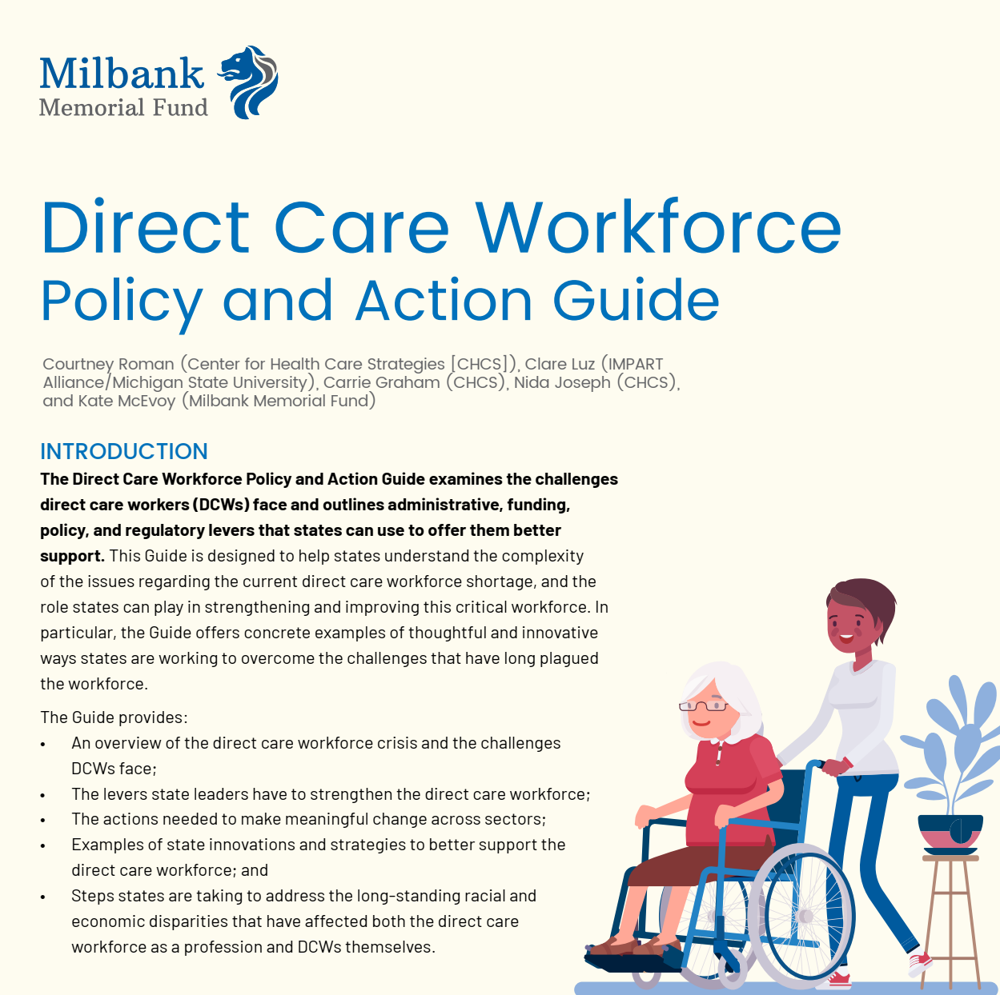 Milbank
Memorial Fund
Direct Care Workforce
Policy and Action Guide
Courtney Roman (Center for Health Care Strategies [CHCS]), Clare Luz (IMPART
Alliance/Michigan State University), Carrie Graham (CHCS), Nida Joseph (CHCS),
and Kate McEvoy (Milbank Memorial Fund)
INTRODUCTION
The Direct Care Workforce Policy and Action Guide examines the challenges
direct care workers (DCWs) face and outlines administrative, funding,
policy, and regulatory levers that states can use to offer them better
support. This Guide is designed to help states understand the complexity
of the issues regarding the current direct care workforce shortage, and the
role states can play in strengthening and improving this critical workforce. In
particular, the Guide offers concrete examples of thoughtful and innovative
ways states are working to overcome the challenges that have long plagued
the workforce.
The Guide provides:
• An overview of the direct care workforce crisis and the challenges
DCWs face;
• The levers state leaders have to strengthen the direct care workforce;
• The actions needed to make meaningful change across sectors;
• Examples of state innovations and strategies to better support the
direct care workforce; and
• Steps states are taking to address the long-standing racial and
economic disparities that have affected both the direct care
workforce as a profession and DCWs themselves.